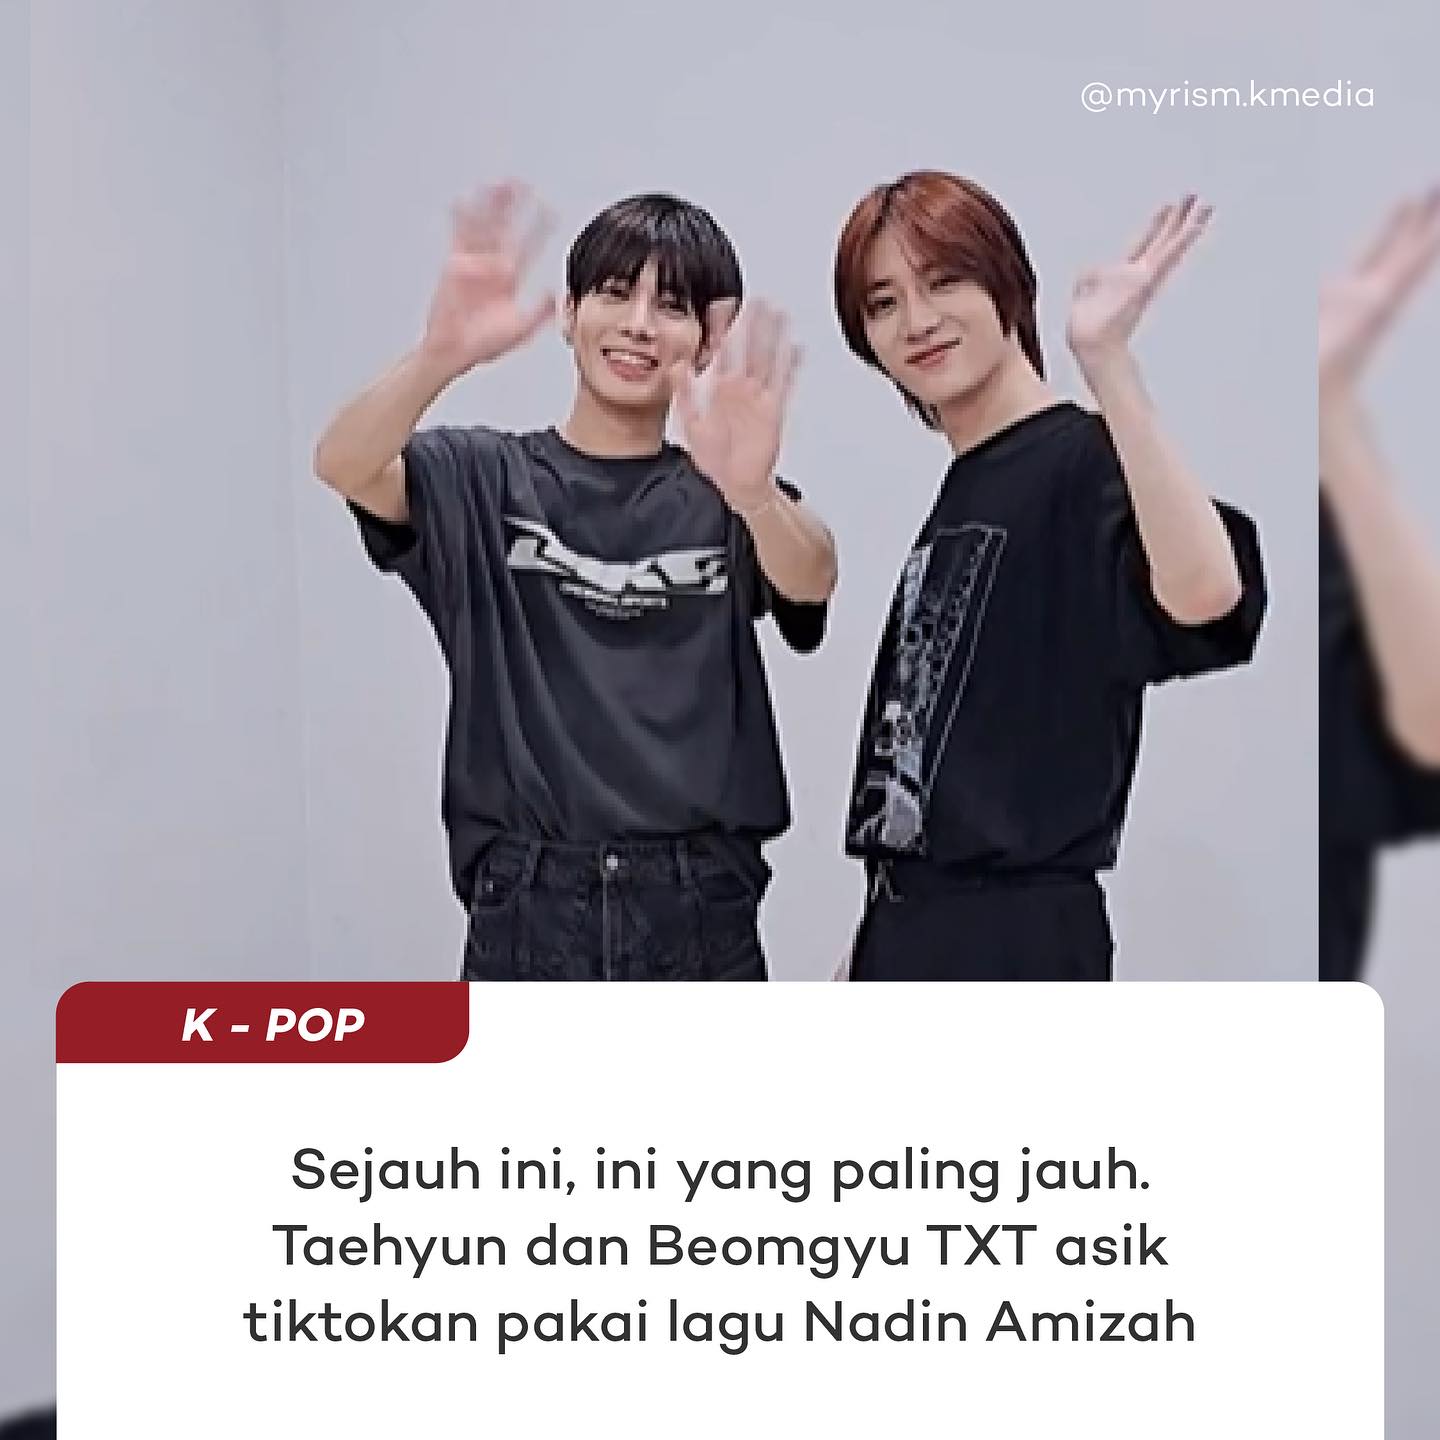 @myrism.kmedia
K - POP
Sejauh ini, ini yang paling jauh.
Taehyun dan Beomgyu TXT asik
tiktokan pakai lagu Nadin Amizah